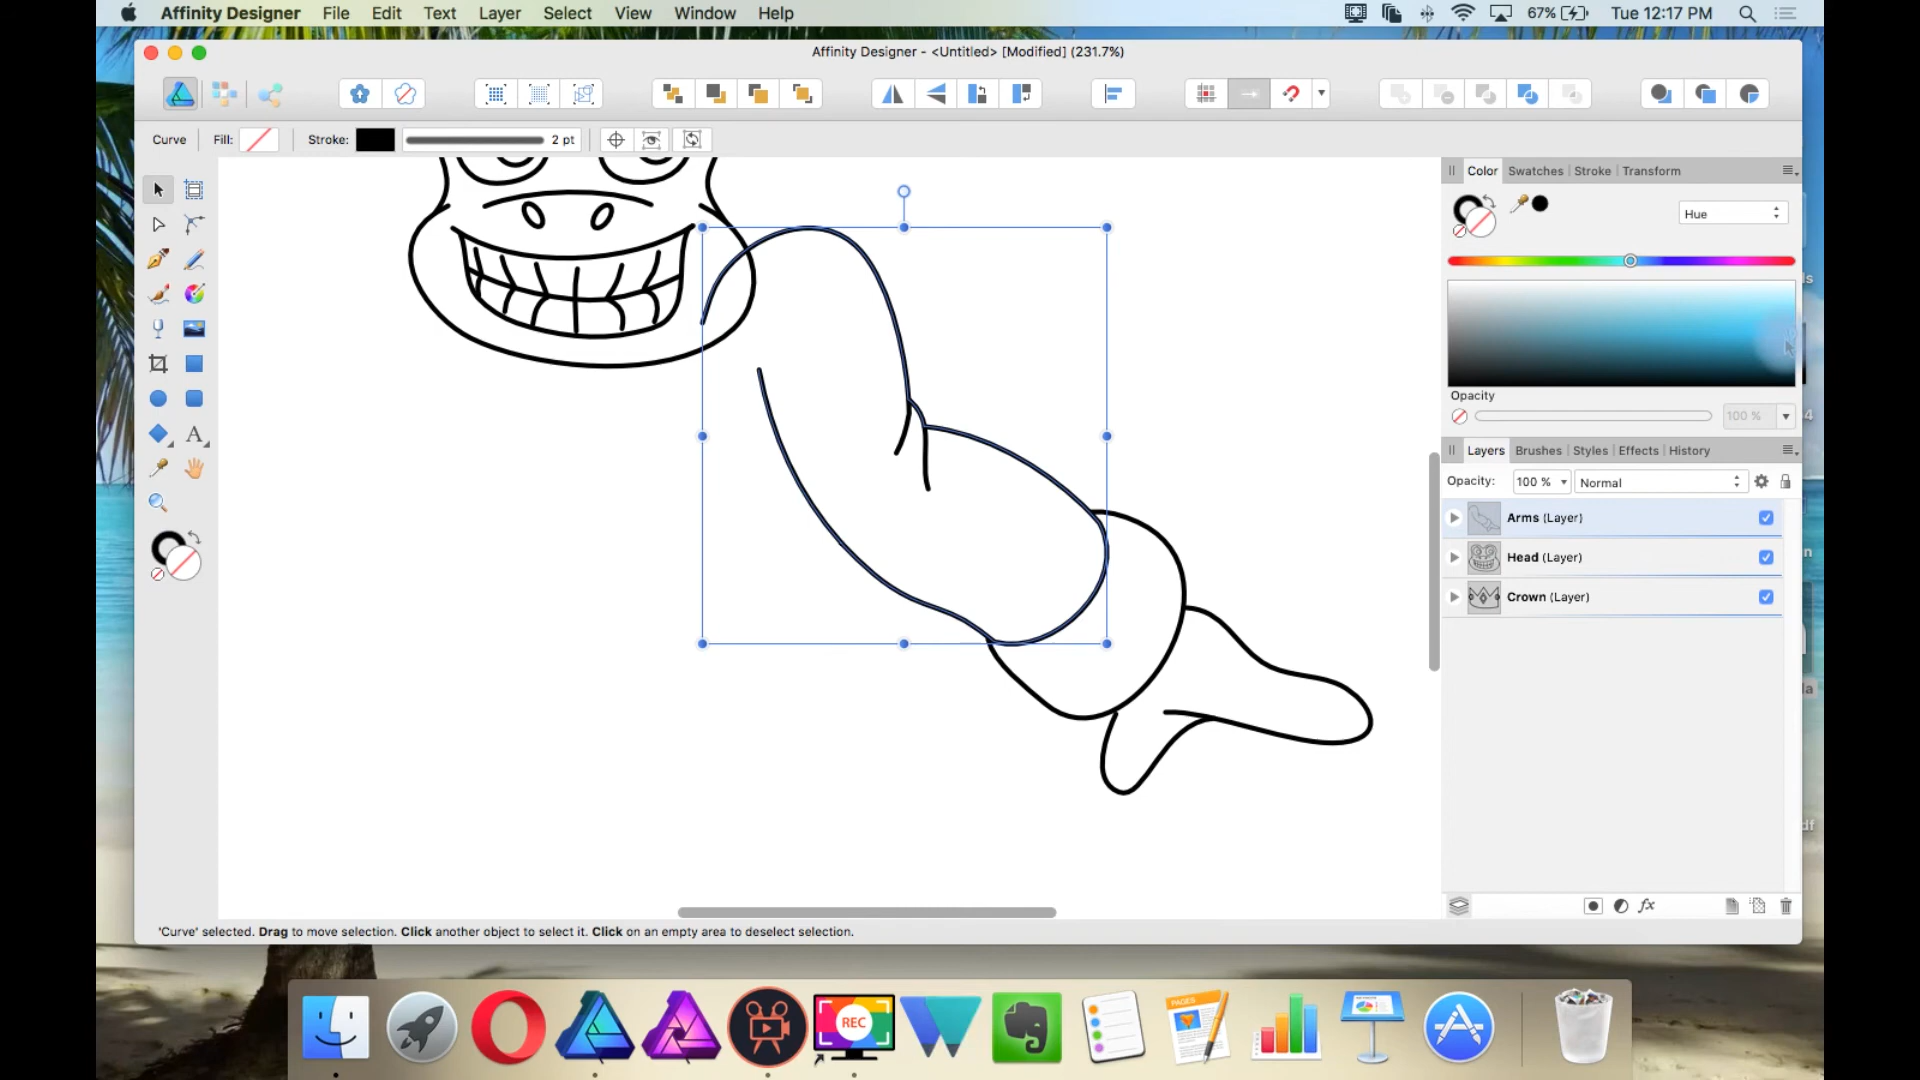 Affinity Designer File Edit Text Layer Select View Window Help 67% Tue 12:17 PM
Affinity Designer - <Untitled> [Modified] (231.7%)
Curve Fill: Stroke: 2 pt
Color Swatches Stroke Transform
Hue
Opacity
100 %
Layers Brushes Styles Effects History
Opacity: 100 % Normal
Arms (Layer)
Head (Layer)
Crown (Layer)
fx
'Curve' selected. Drag to move selection. Click another object to select it. Click on an empty area to deselect selection.
REC
PAGES